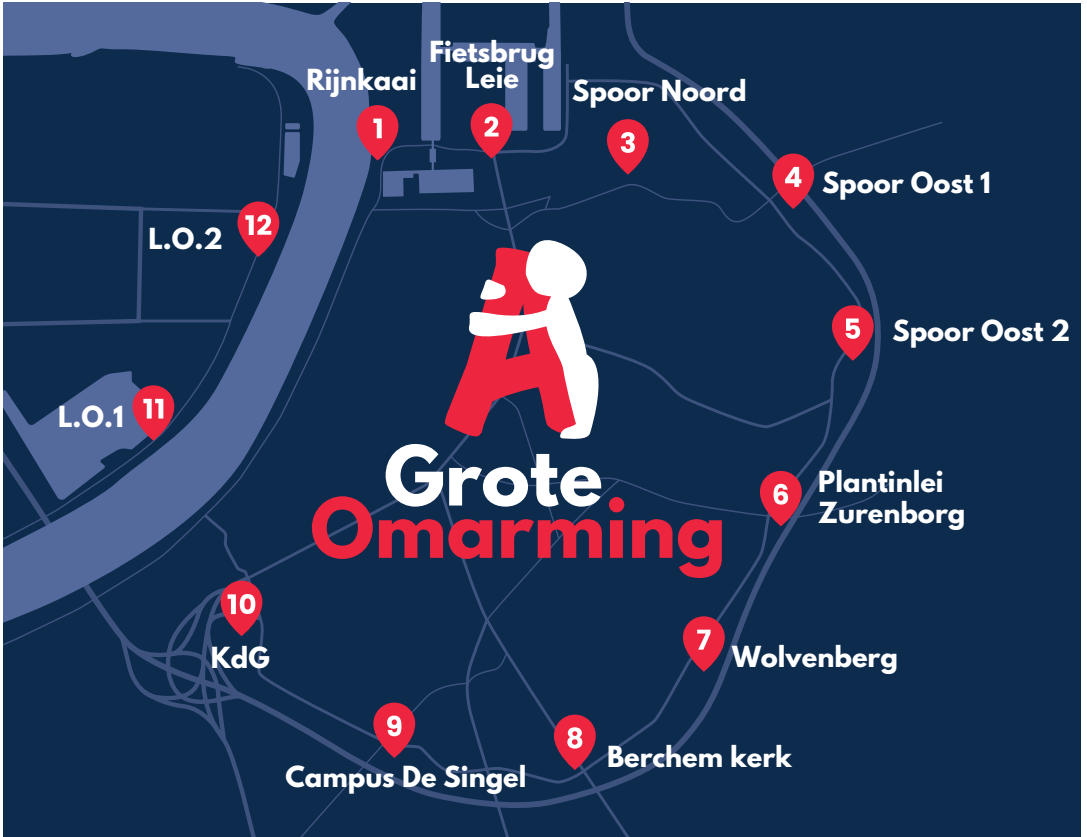 Rijnkaai
1
Fietsbrug
Leie
2
Spoor Noord
3
4
Spoor Oost 1
5
Spoor Oost 2
6
Plantinlei
Zurenborg
7
Wolvenberg
8
Berchem kerk
9
Campus De Singel
10
KdG
L.O.1
11
L.O.2
12
A
Grote
Omarming